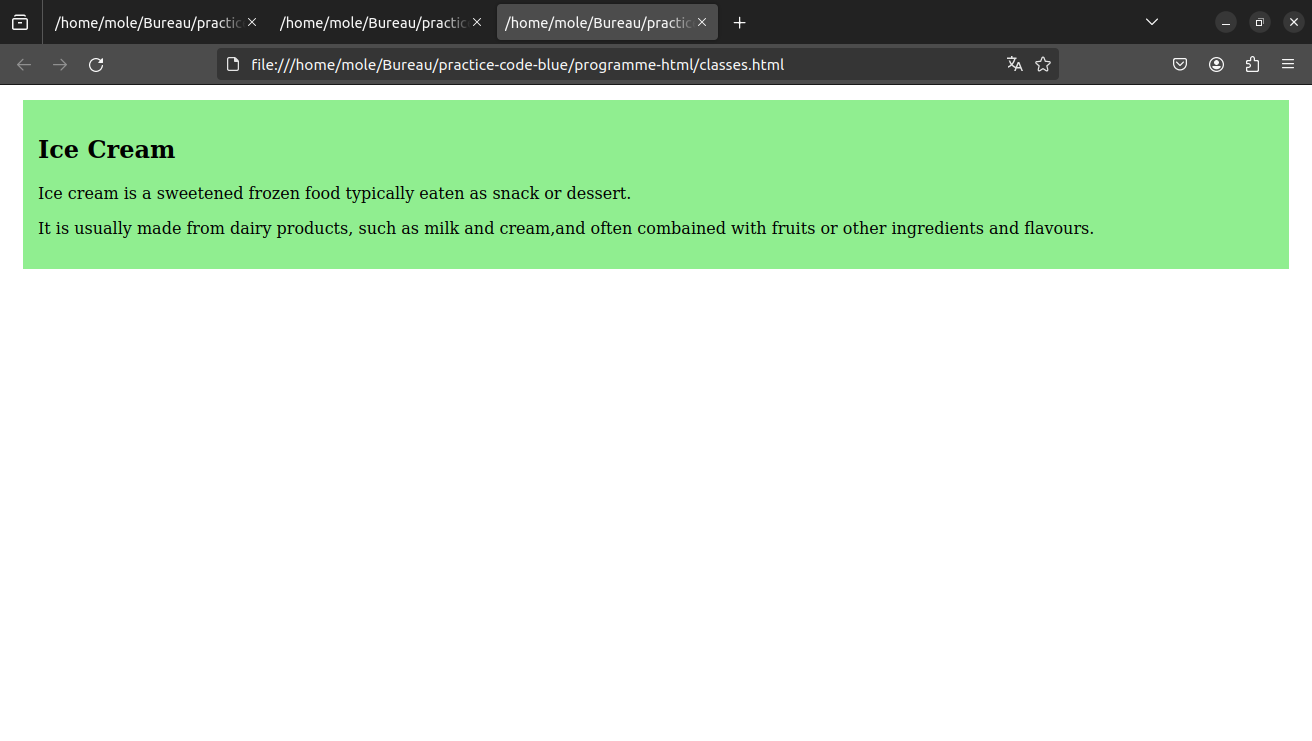 /home/mole/Bureau/practic
/home/mole/Bureau/practic
/home/mole/Bureau/practic
file:///home/mole/Bureau/practice-code-blue/programme-html/classes.html
Ice Cream
Ice cream is a sweetened frozen food typically eaten as snack or dessert.
It is usually made from dairy products, such as milk and cream,and often combained with fruits or other ingredients and flavours.